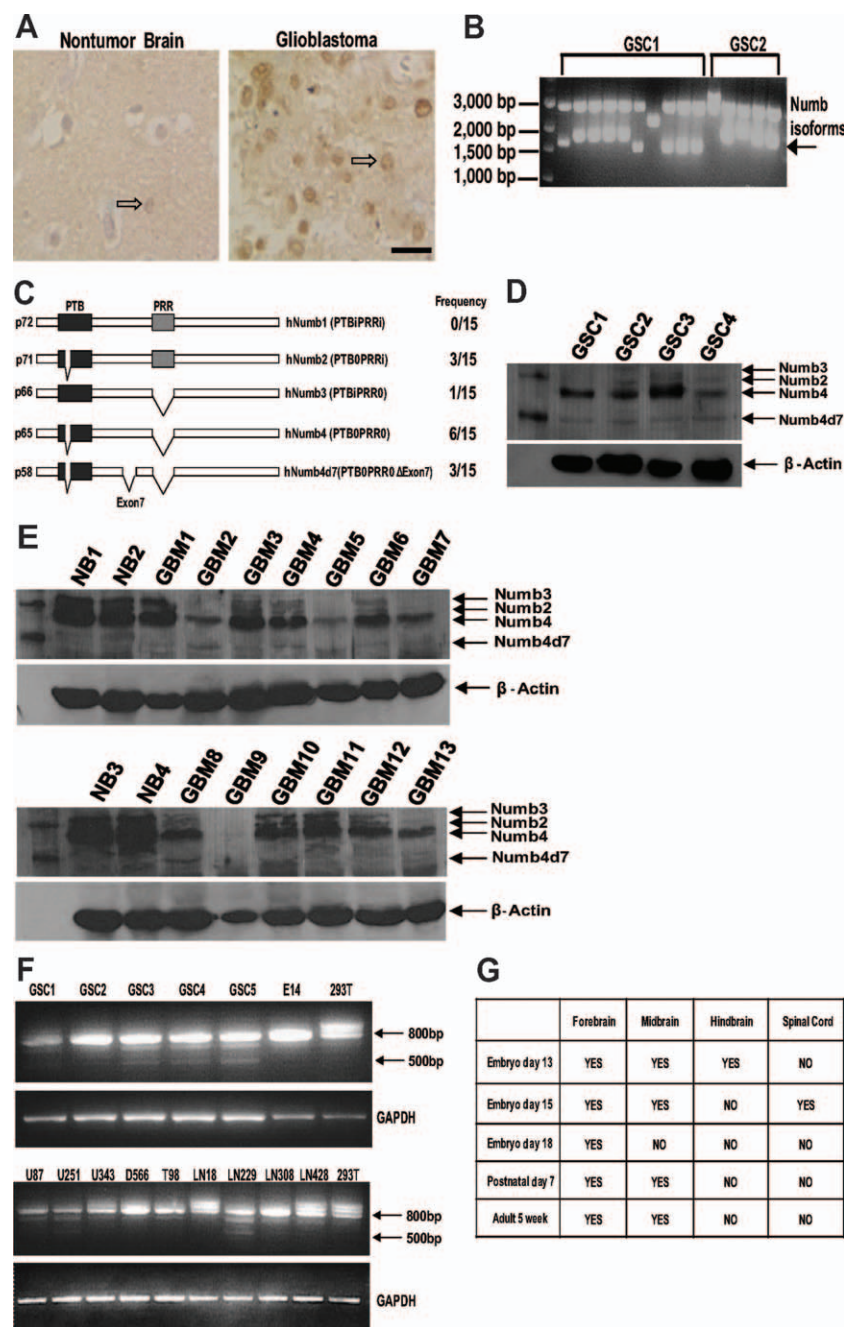 A
Nontumor Brain
Glioblastoma
B
GSC1 GSC2
3,000 bp
2,000 bp
1,500 bp
1,000 bp
Numb
isoforms
C
PTB PRR Frequency
p72 hNumb1 (PTBiPRRi) 0/15
p71 hNumb2 (PTB0PRRi) 3/15
p66 hNumb3 (PTBiPRR0) 1/15
p65 hNumb4 (PTB0PRR0) 6/15
p58 hNumb4d7(PTB0PRR0 ΔExon7) 3/15
Exon7
D
GSC1 GSC2 GSC3 GSC4
Numb3
Numb2
Numb4
Numb4d7
β-Actin
E
NB1 NB2 GBM1 GBM2 GBM3 GBM4 GBM5 GBM6 GBM7
Numb3
Numb2
Numb4
Numb4d7
β-Actin
NB3 NB4 GBM8 GBM9 GBM10 GBM11 GBM12 GBM13
Numb3
Numb2
Numb4
Numb4d7
β-Actin
F
GSC1 GSC2 GSC3 GSC4 GSC5 E14 293T
800bp
500bp
GAPDH
U87 U251 U343 D566 T98 LN18 LN229 LN308 LN428 293T
800bp
500bp
GAPDH
G
Forebrain Midbrain Hindbrain Spinal Cord
Embryo day 13 YES YES YES NO
Embryo day 15 YES YES NO YES
Embryo day 18 YES NO NO NO
Postnatal day 7 YES YES NO NO
Adult 5 week YES YES NO NO